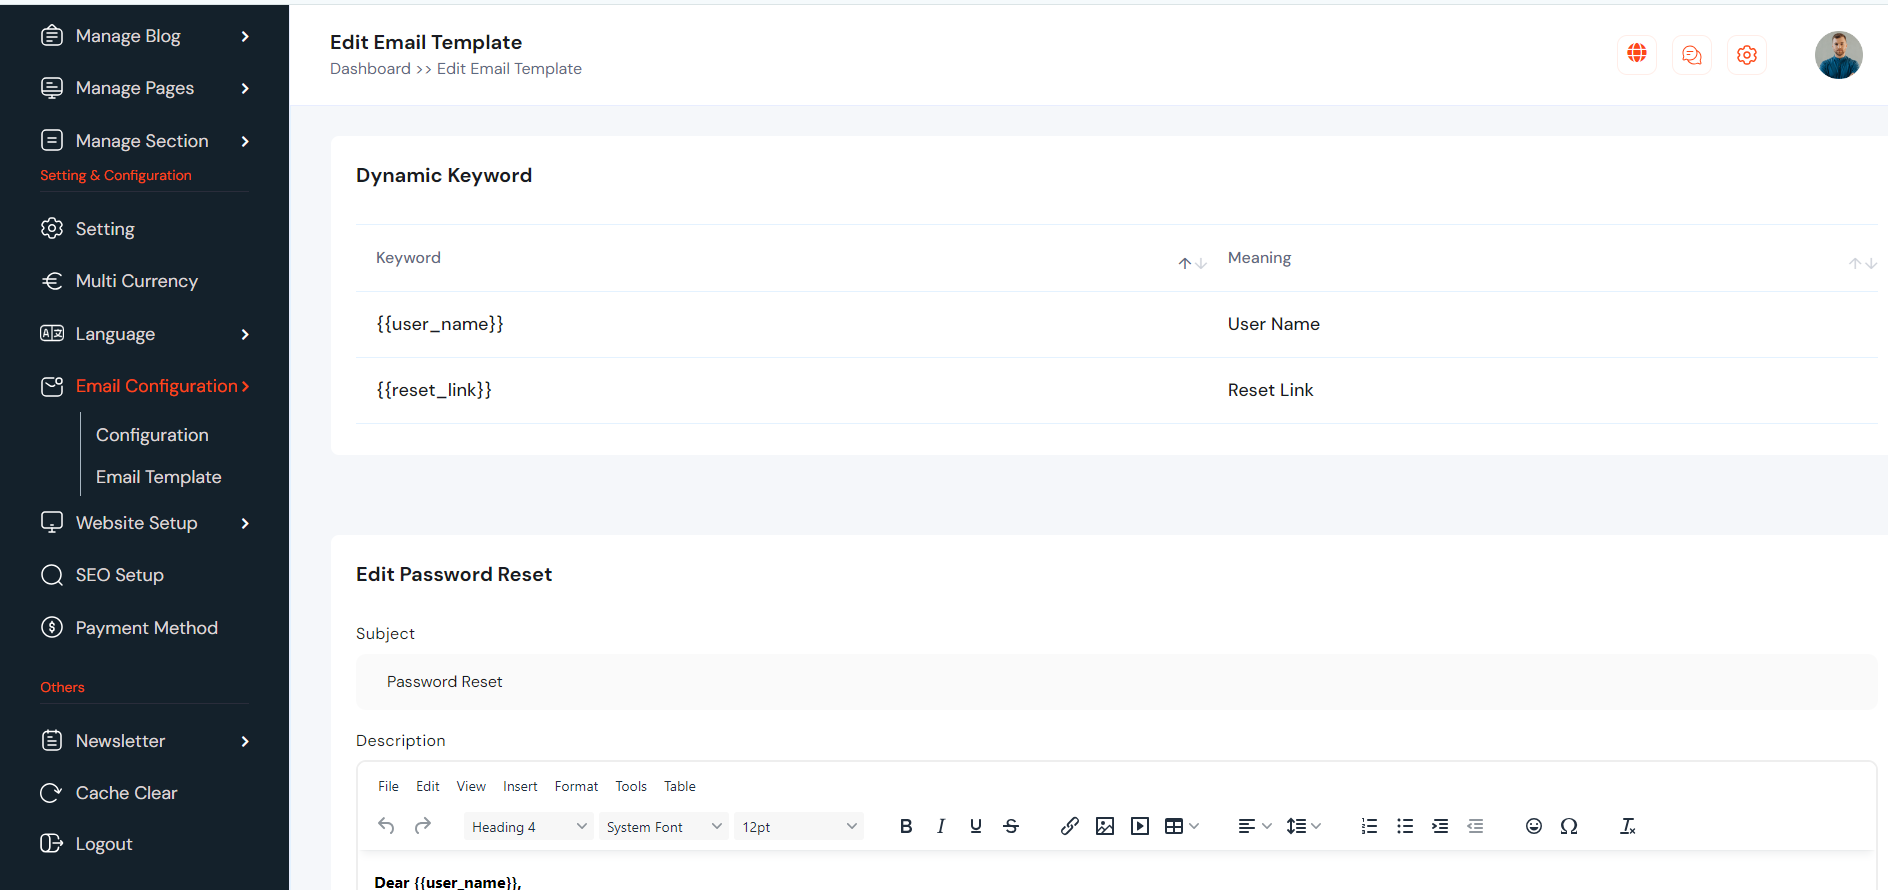 Manage Blog
Manage Pages
Manage Section
Setting & Configuration
Setting
Multi Currency
Language
Email Configuration
Configuration
Email Template
Website Setup
SEO Setup
Payment Method
Others
Newsletter
Cache Clear
Logout
Edit Email Template
Dashboard >> Edit Email Template
Dynamic Keyword
Keyword Meaning
{{user_name}} User Name
{{reset_link}} Reset Link
Edit Password Reset
Subject
Password Reset
Description
File Edit View Insert Format Tools Table
Heading 4 System Font 12pt
Dear {{user_name}},